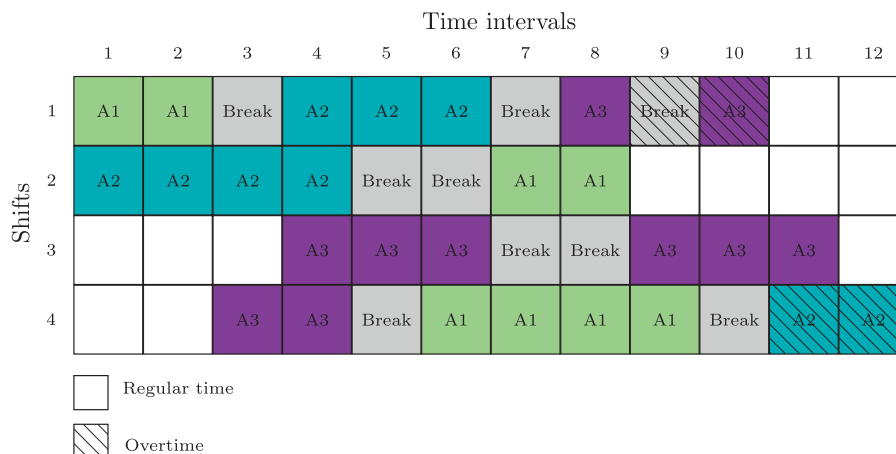 Time intervals
1 2 3 4 5 6 7 8 9 10 11 12
Shifts
1 A1 A1 Break A2 A2 A2 Break A3 Break A3
2 A2 A2 A2 A2 Break Break A1 A1
3 A3 A3 A3 Break Break A3 A3 A3
4 A3 A3 Break A1 A1 A1 A1 Break A2 A2
Regular time
Overtime